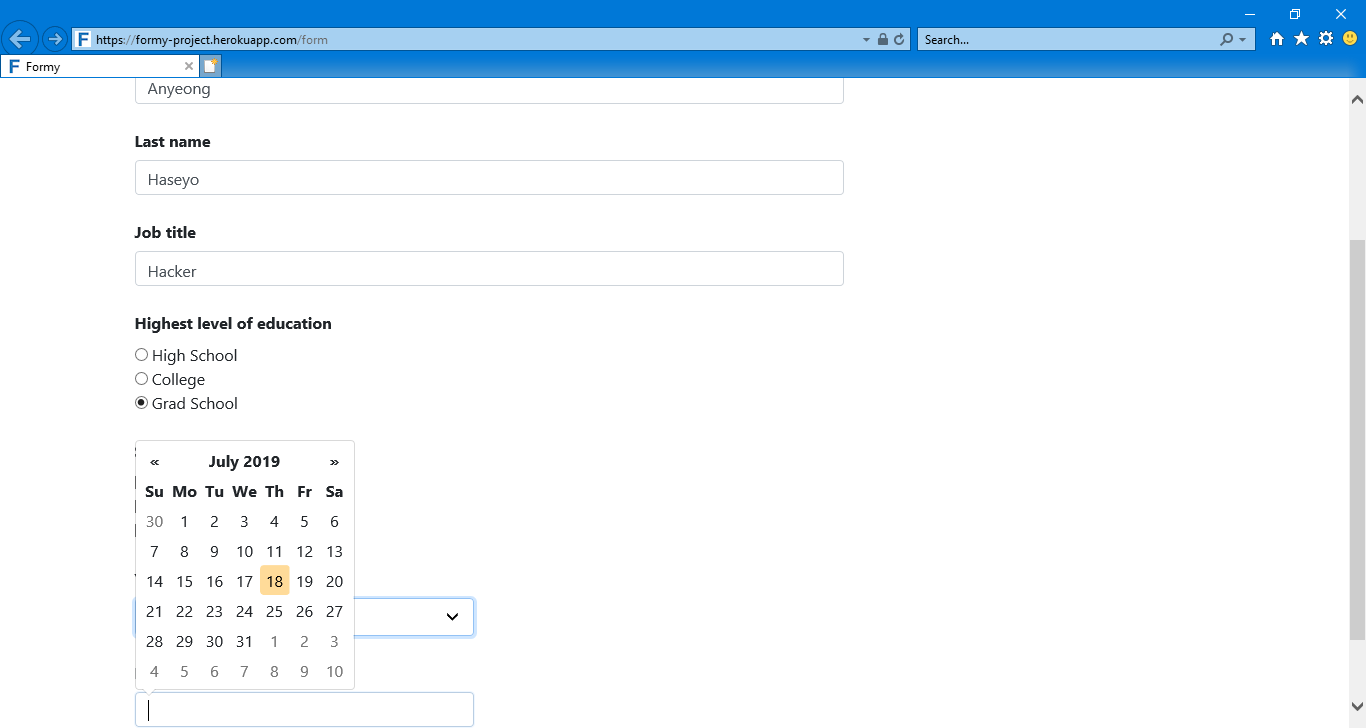 https://formy-project.herokuapp.com/form
Search...
Formy
Anyeong
Last name
Haseyo
Job title
Hacker
Highest level of education
High School
College
Grad School
« July 2019 »
Su Mo Tu We Th Fr Sa
30 1 2 3 4 5 6
7 8 9 10 11 12 13
14 15 16 17 18 19 20
21 22 23 24 25 26 27
28 29 30 31 1 2 3
4 5 6 7 8 9 10